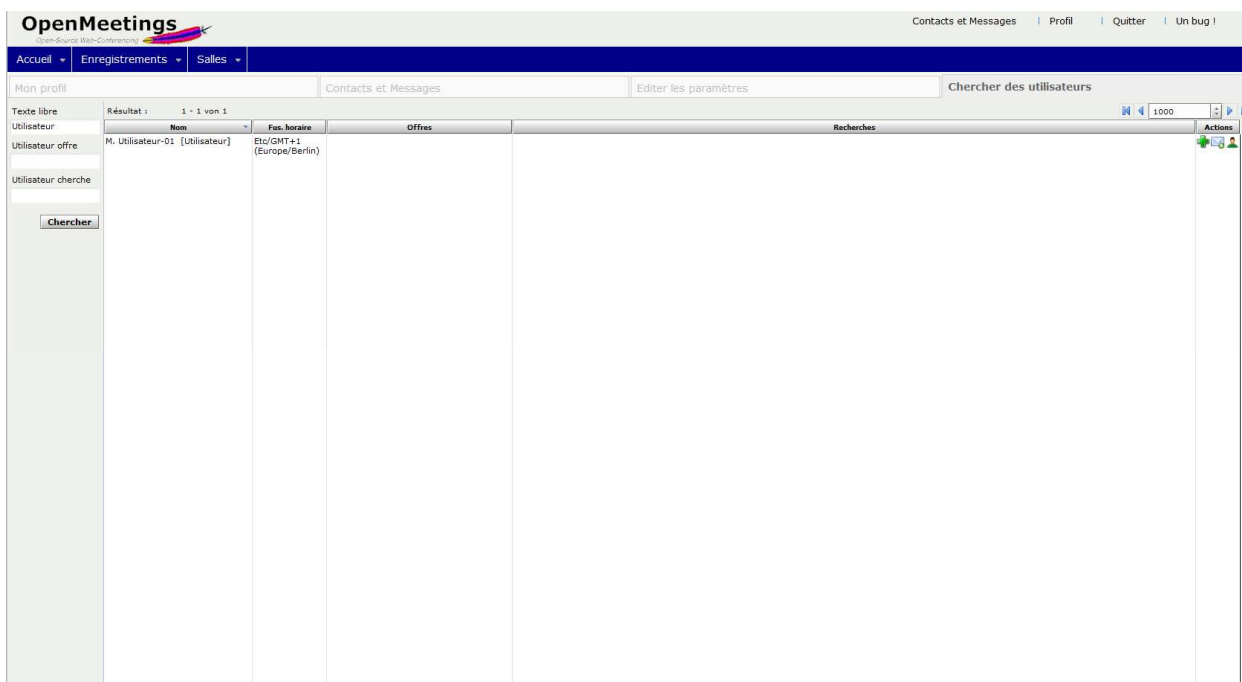 OpenMeetings
Open-Source Web-Conferencing
Contacts et Messages | Profil | Quitter | Un bug !
Accueil Enregistrements Salles
Mon profil Contacts et Messages Editer les paramètres Chercher des utilisateurs
Texte libre Résultat : 1 - 1 von 1 1000
Utilisateur Nom Fus. horaire Offres Recherches Actions
Utilisateur offre M. Utilisateur-01 [Utilisateur] Etc/GMT+1
(Europe/Berlin)
Utilisateur cherche
Chercher